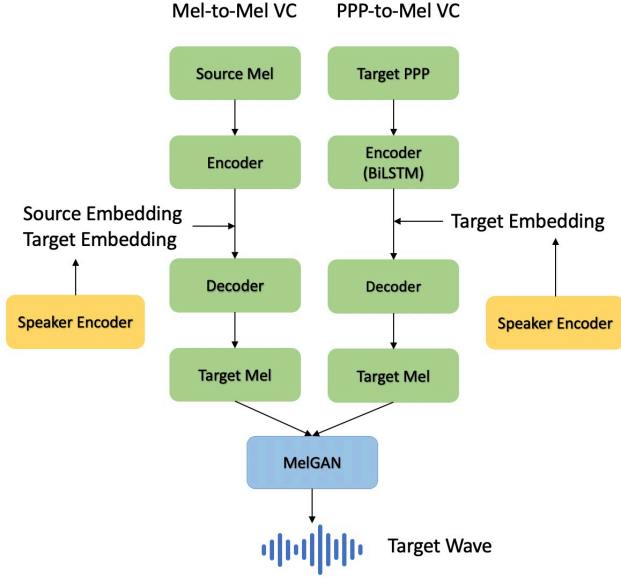 Mel-to-Mel VC
PPP-to-Mel VC
Source Mel
Target PPP
Encoder
Encoder
(BiLSTM)
Source Embedding
Target Embedding
Target Embedding
Decoder
Decoder
Speaker Encoder
Speaker Encoder
Target Mel
Target Mel
MelGAN
Target Wave